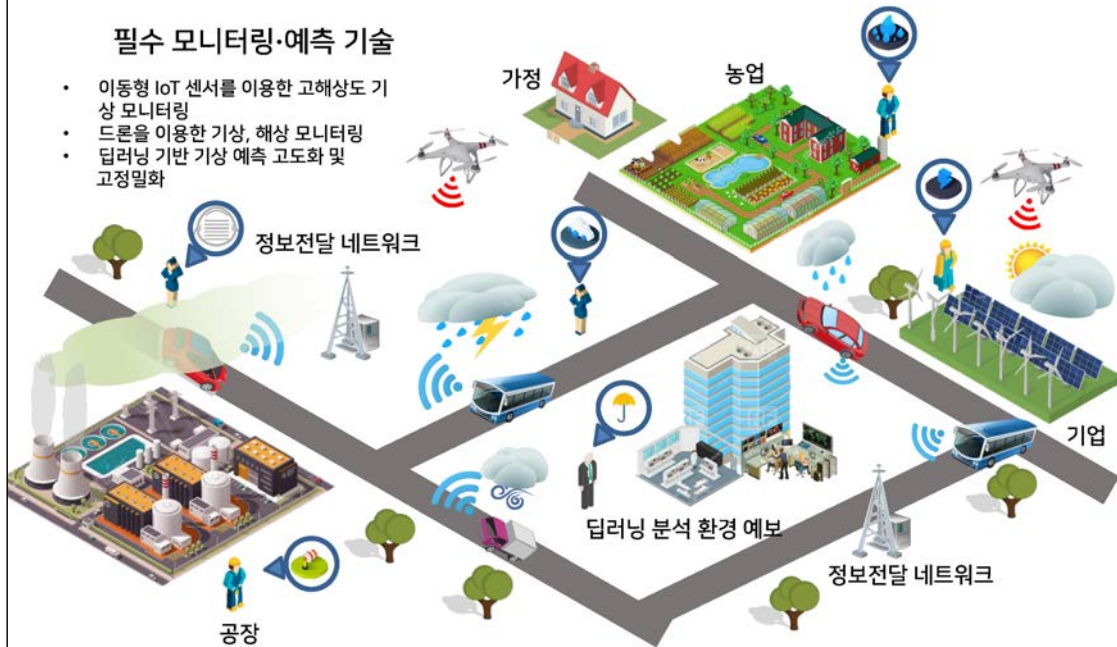 필수 모니터링·예측 기술
• 이동형 IoT 센서를 이용한 고해상도 기
상 모니터링
• 드론을 이용한 기상, 해상 모니터링
• 딥러닝 기반 기상 예측 고도화 및
고정밀화
가정
농업
정보전달 네트워크
기업
딥러닝 분석 환경 예보
정보전달 네트워크
공장